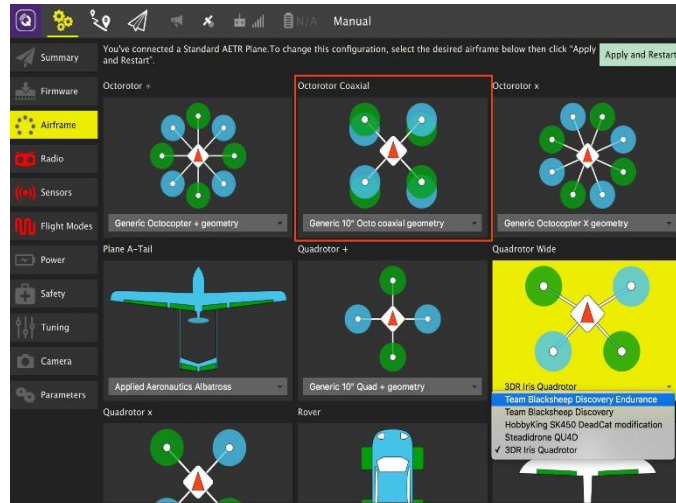 N/A
Manual
You've connected a Standard AETR Plane.To change this configuration, select the desired airframe below then click "Apply
and Restart".
Apply and Restart
Summary
Firmware
Airframe
Radio
Sensors
Flight Modes
Power
Safety
Tuning
Camera
Parameters
Octorotor +
Octorotor Coaxial
Octorotor x
Generic Octocopter + geometry
Generic 10" Octo coaxial geometry
Generic Octocopter X geometry
Plane A-Tail
Quadrotor +
Quadrotor Wide
Applied Aeronautics Albatross
Generic 10" Quad + geometry
3DR Iris Quadrotor
Team Blacksheep Discovery Endurance
Team Blacksheep Discovery
HobbyKing SK450 DeadCat modification
Steadidrone QU4D
✓ 3DR Iris Quadrotor
Quadrotor x
Rover